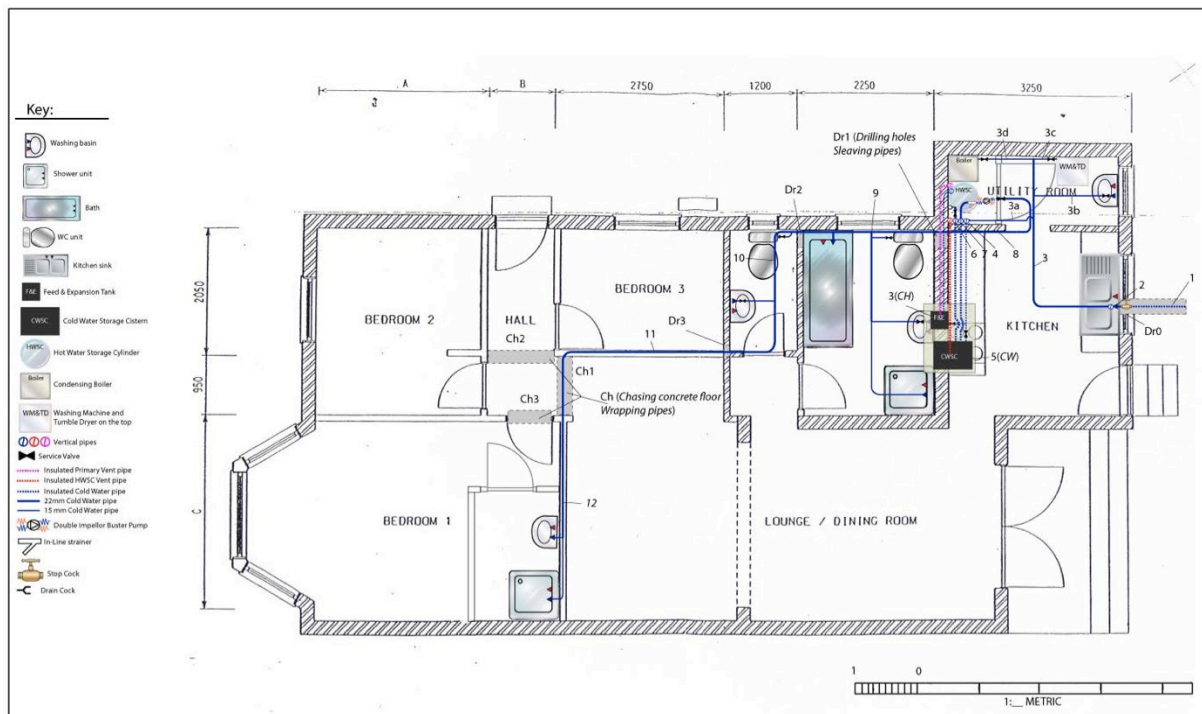 Key:
Washing basin
Shower unit
Bath
WC unit
Kitchen sink
F&E
Feed & Expansion Tank
CWSC
Cold Water Storage Cistern
HWSC
Hot Water Storage Cylinder
Boiler
Condensing Boiler
WM&TD
Washing Machine and
Tumble Dryer on the top
Vertical pipes
Service Valve
Insulated Primary Vent pipe
Insulated HWSC Vent pipe
Insulated Cold Water pipe
22mm Cold Water pipe
15 mm Cold Water pipe
Double Impellor Buster Pump
In-Line strainer
Stop Cock
Drain Cock
A
B
2750
1200
2250
3250
2050
950
C
Dr1 (Drilling holes
Sleaving pipes)
3d
3c
Boiler
WM&TD
HWSC
UTILITY ROOM
3a
3b
Dr2
9
6
7
4
8
3
2
1
Dr0
10
BEDROOM 3
BEDROOM 2
HALL
Ch2
Dr3
11
3(CH)
F&E
KITCHEN
CWSC
5(CW)
Ch1
Ch3
Ch (Chasing concrete floor
Wrapping pipes)
12
BEDROOM 1
LOUNGE / DINING ROOM
1
0
1:__ METRIC